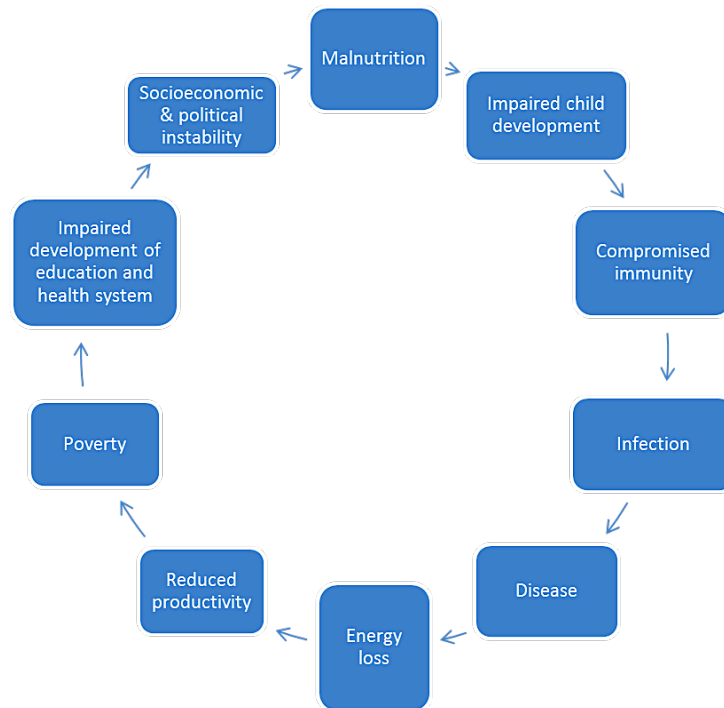 Malnutrition
Impaired child
development
Compromised
immunity
Infection
Disease
Energy
loss
Reduced
productivity
Poverty
Impaired
development of
education and
health system
Socioeconomic
& political
instability